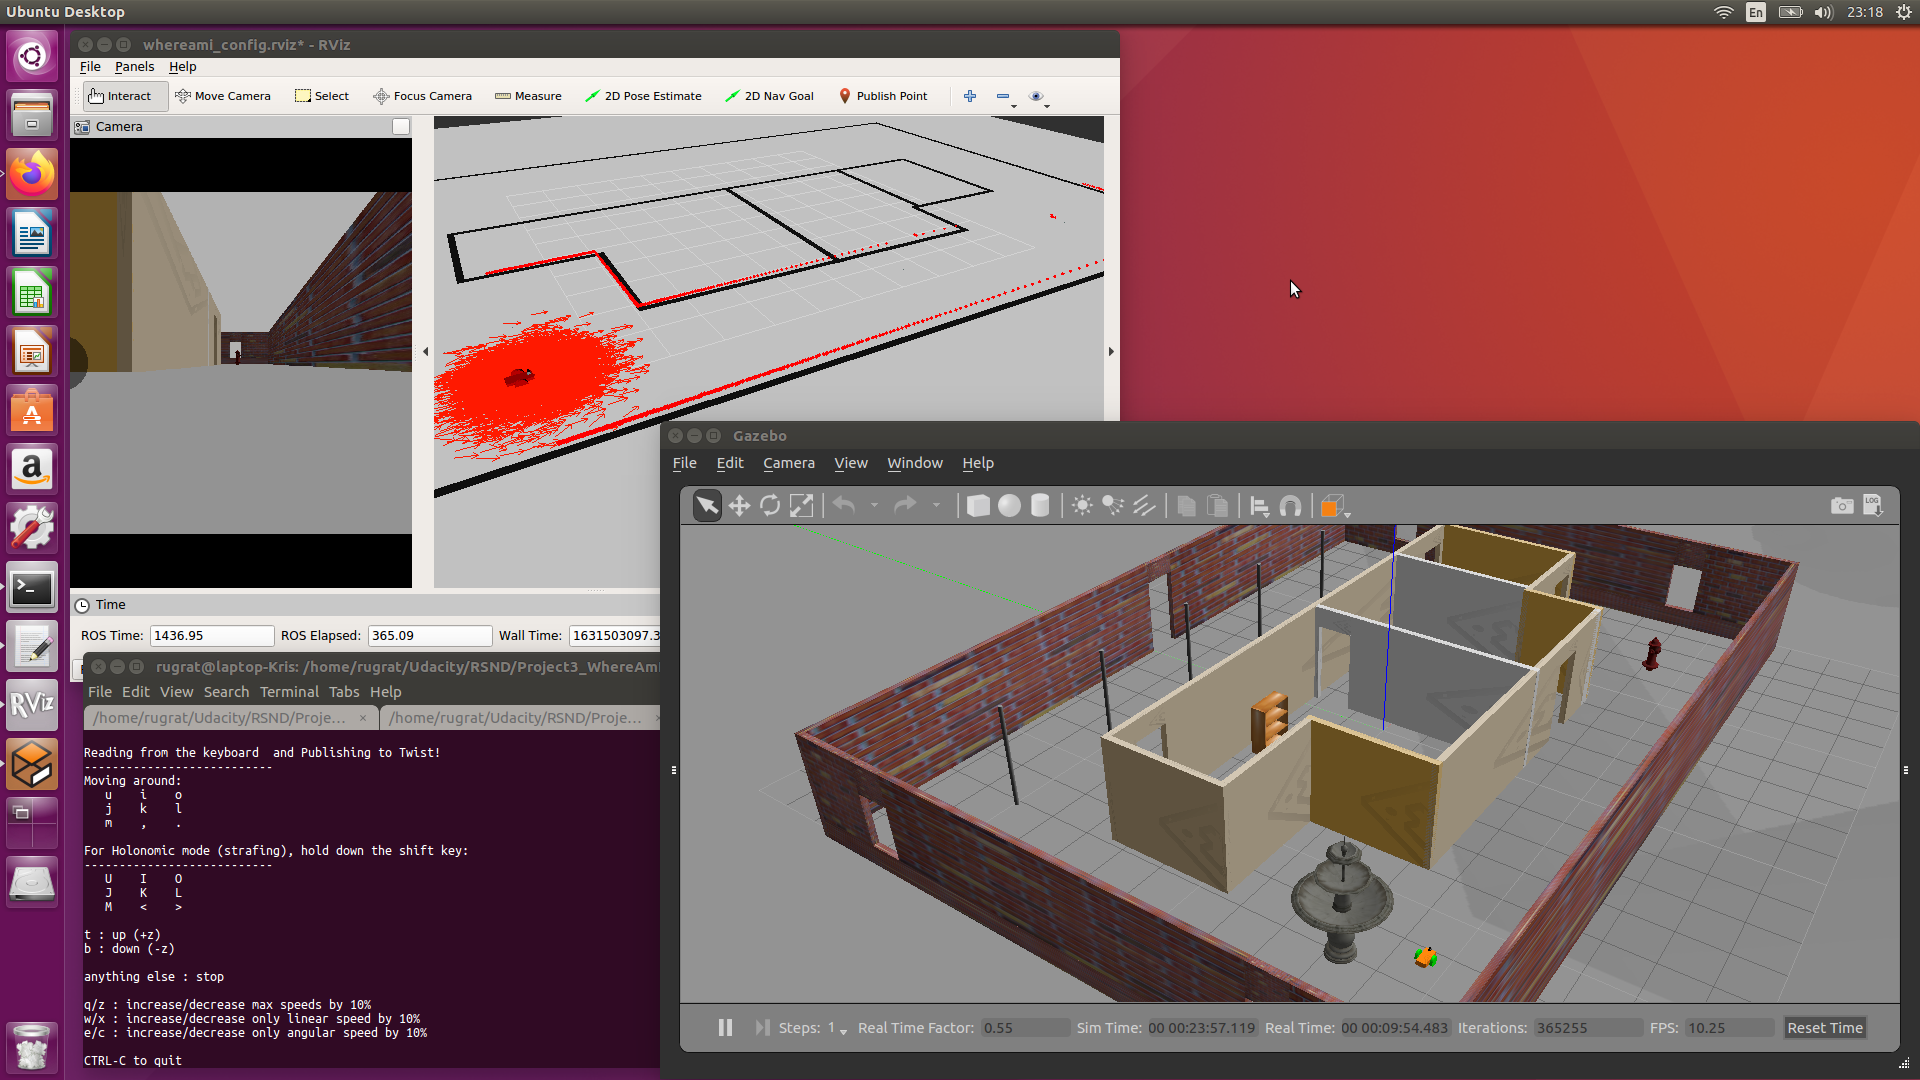 Ubuntu Desktop
En
23:18
whereami_config.rviz* - RViz
File Panels Help
Interact Move Camera Select Focus Camera Measure 2D Pose Estimate 2D Nav Goal Publish Point
Camera
Time
ROS Time: 1436.95 ROS Elapsed: 365.09 Wall Time: 1631503097.3
RViz
rugrat@laptop-Kris: /home/rugrat/Udacity/RSND/Project3_WhereAm
File Edit View Search Terminal Tabs Help
/home/rugrat/Udacity/RSND/Proje... × /home/rugrat/Udacity/RSND/Proje... ×
Reading from the keyboard  and Publishing to Twist!
---------------------------
Moving around:
u i o
j k l
m , .
For Holonomic mode (strafing), hold down the shift key:
---------------------------
U I O
J K L
M < >
t : up (+z)
b : down (-z)
anything else : stop
q/z : increase/decrease max speeds by 10%
w/x : increase/decrease only linear speed by 10%
e/c : increase/decrease only angular speed by 10%
CTRL-C to quit
Gazebo
File Edit Camera View Window Help
LOG
Steps: 1 Real Time Factor: 0.55 Sim Time: 00 00:23:57.119 Real Time: 00 00:09:54.483 Iterations: 365255 FPS: 10.25 Reset Time